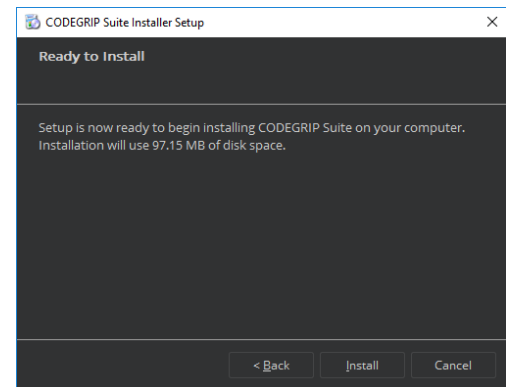 CODEGRIP Suite Installer Setup
Ready to Install
Setup is now ready to begin installing CODEGRIP Suite on your computer.
Installation will use 97.15 MB of disk space.
< Back Install Cancel